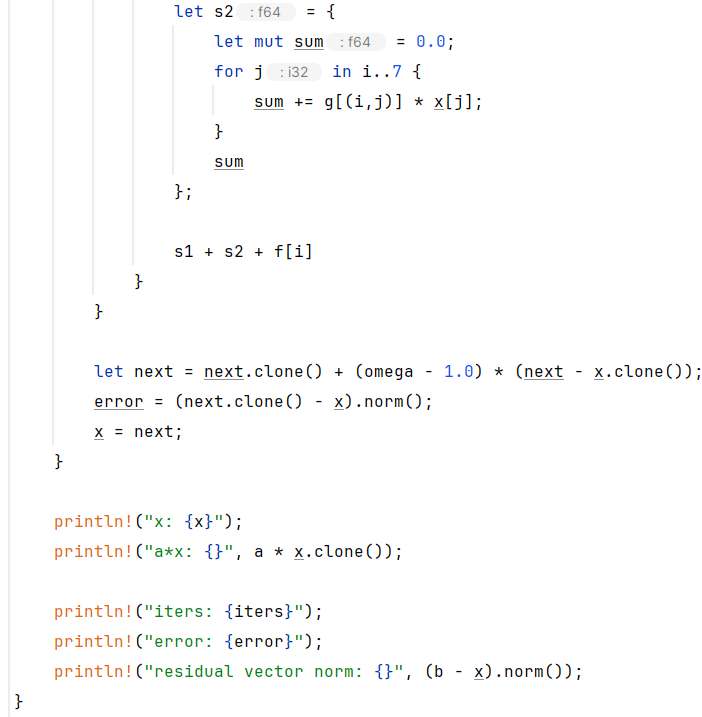 let s2 : f64 = {
let mut sum : f64 = 0.0;
for j : i32 in i..7 {
sum += g[(i,j)] * x[j];
}
sum
};
s1 + s2 + f[i]
}
}
let next = next.clone() + (omega - 1.0) * (next - x.clone());
error = (next.clone() - x).norm();
x = next;
}
println!("x: {x}");
println!("a*x: {}", a * x.clone());
println!("iters: {iters}");
println!("error: {error}");
println!("residual vector norm: {}", (b - x).norm());
}